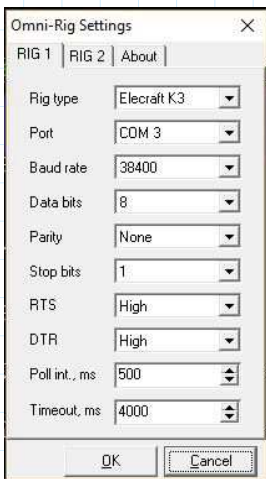 Omni-Rig Settings
RIG 1 RIG 2 About
Rig type Elecraft K3
Port COM 3
Baud rate 38400
Data bits 8
Parity None
Stop bits 1
RTS High
DTR High
Poll int., ms 500
Timeout, ms 4000
OK Cancel